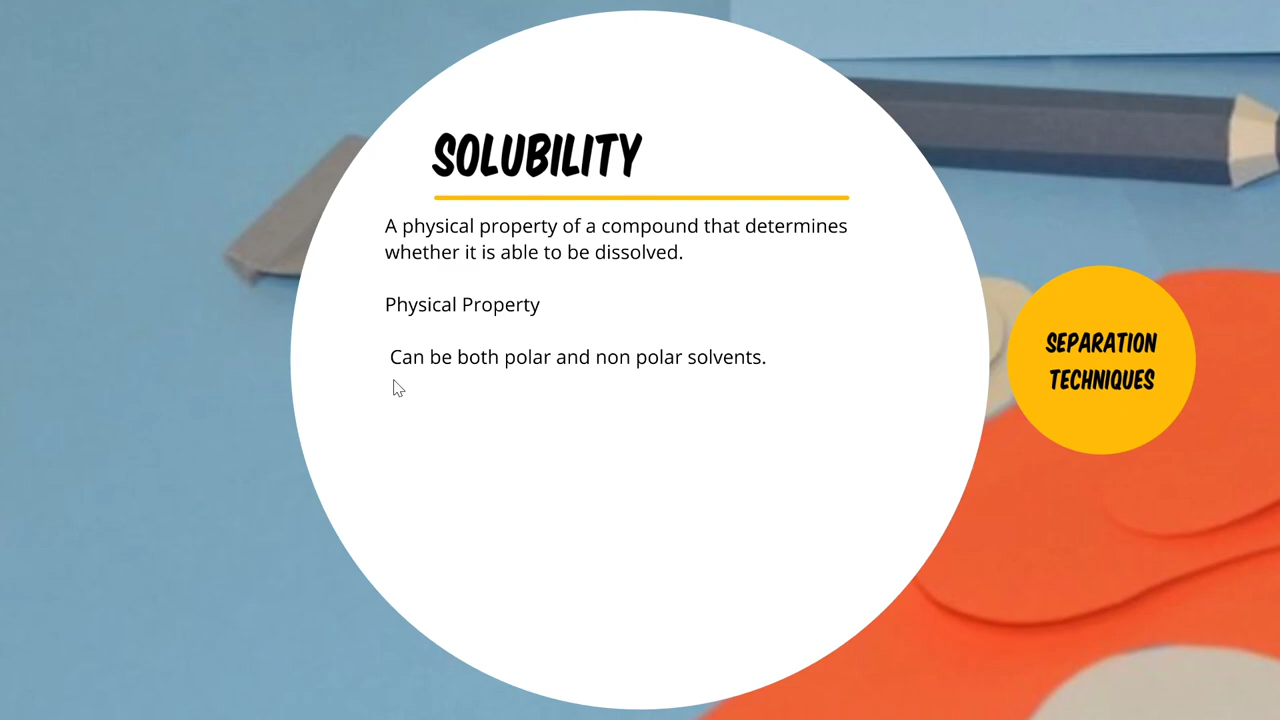 SOLUBILITY
A physical property of a compound that determines
whether it is able to be dissolved.
Physical Property
Can be both polar and non polar solvents.
SEPARATION
TECHNIQUES